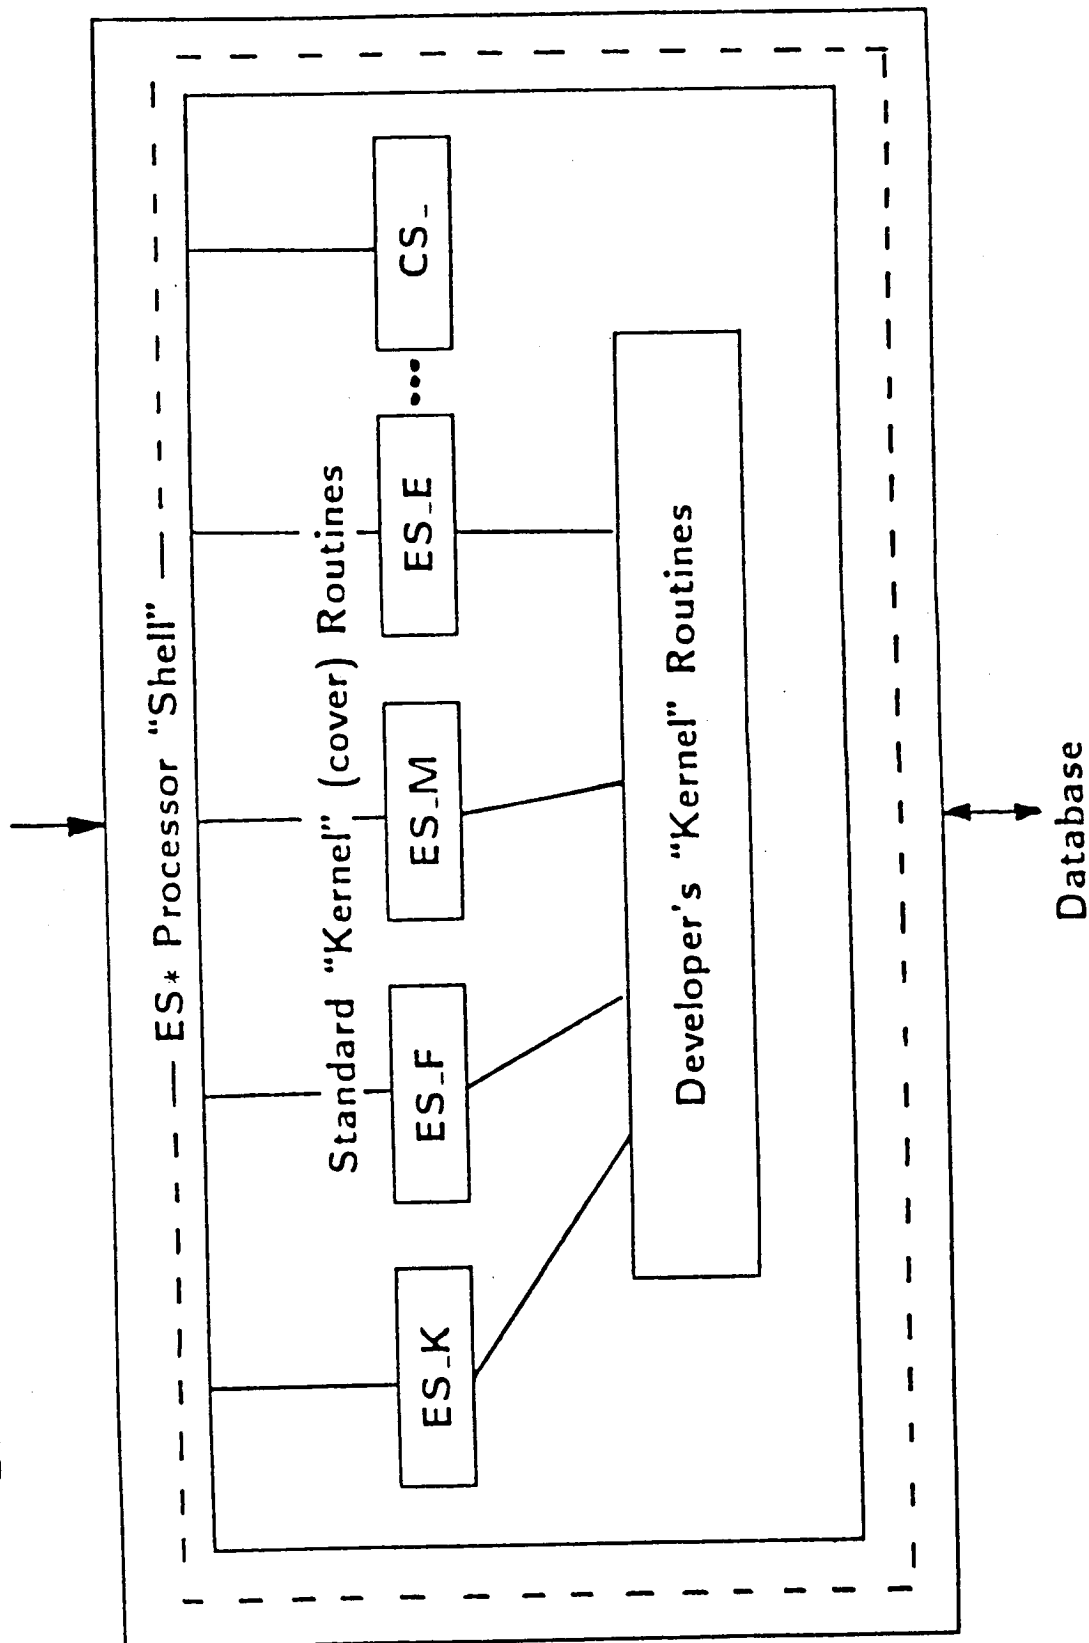 ES* Processor “Shell”
Standard “Kernel” (cover) Routines
ES_K
ES_F
ES_M
ES_E
•••
CS_
Developer's “Kernel” Routines
Database